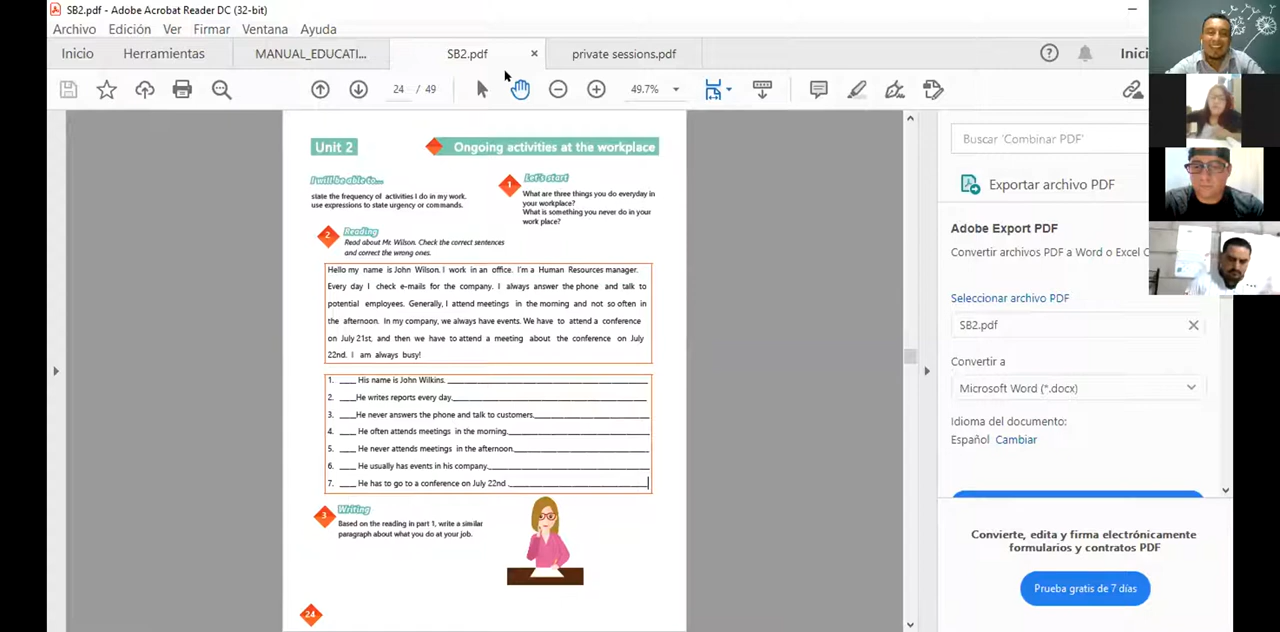 SB2.pdf - Adobe Acrobat Reader DC (32-bit)
Archivo Edición Ver Firmar Ventana Ayuda
Inicio Herramientas MANUAL_EDUCATI... SB2.pdf private sessions.pdf Inici
24 / 49 49.7%
Unit 2
Ongoing activities at the workplace
I will be able to...
state the frequency of activities I do in my work.
use expressions to state urgency or commands.
1
Let's start
What are three things you do everyday in
your workplace?
What is something you never do in your
work place?
2
Reading
Read about Mr. Wilson. Check the correct sentences
and correct the wrong ones.
Hello my name is John Wilson. I work in an office. I'm a Human Resources manager.
Every day I check e-mails for the company. I always answer the phone and talk to
potential employees. Generally, I attend meetings in the morning and not so often in
the afternoon. In my company, we always have events. We have to attend a conference
on July 21st, and then we have to attend a meeting about the conference on July
22nd. I am always busy!
1. ____ His name is John Wilkins. ____
2. ____He writes reports every day.____
3. ____He never answers the phone and talk to customers.____
4. ____ He often attends meetings in the morning.____
5. ____ He never attends meetings in the afternoon.____
6. ____ He usually has events in his company.____
7. ____ He has to go to a conference on July 22nd .____
3
Writing
Based on the reading in part 1, write a similar
paragraph about what you do at your job.
24
Buscar 'Combinar PDF'
Exportar archivo PDF
Adobe Export PDF
Convertir archivos PDF a Word o Excel
Seleccionar archivo PDF
SB2.pdf
Convertir a
Microsoft Word (*.docx)
Idioma del documento:
Español Cambiar
Convierte, edita y firma electrónicamente
formularios y contratos PDF
Prueba gratis de 7 días